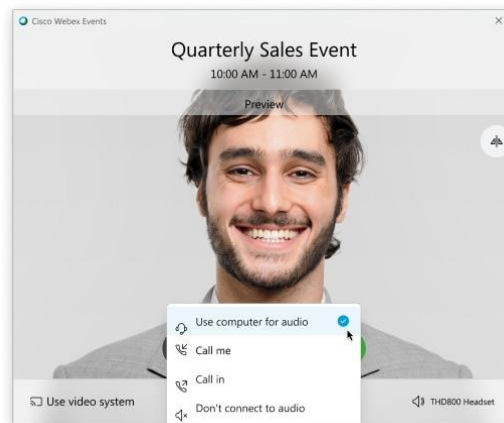 Cisco Webex Events
Quarterly Sales Event
10:00 AM - 11:00 AM
Preview
Use computer for audio
Call me
Call in
Don't connect to audio
Use video system
THD800 Headset